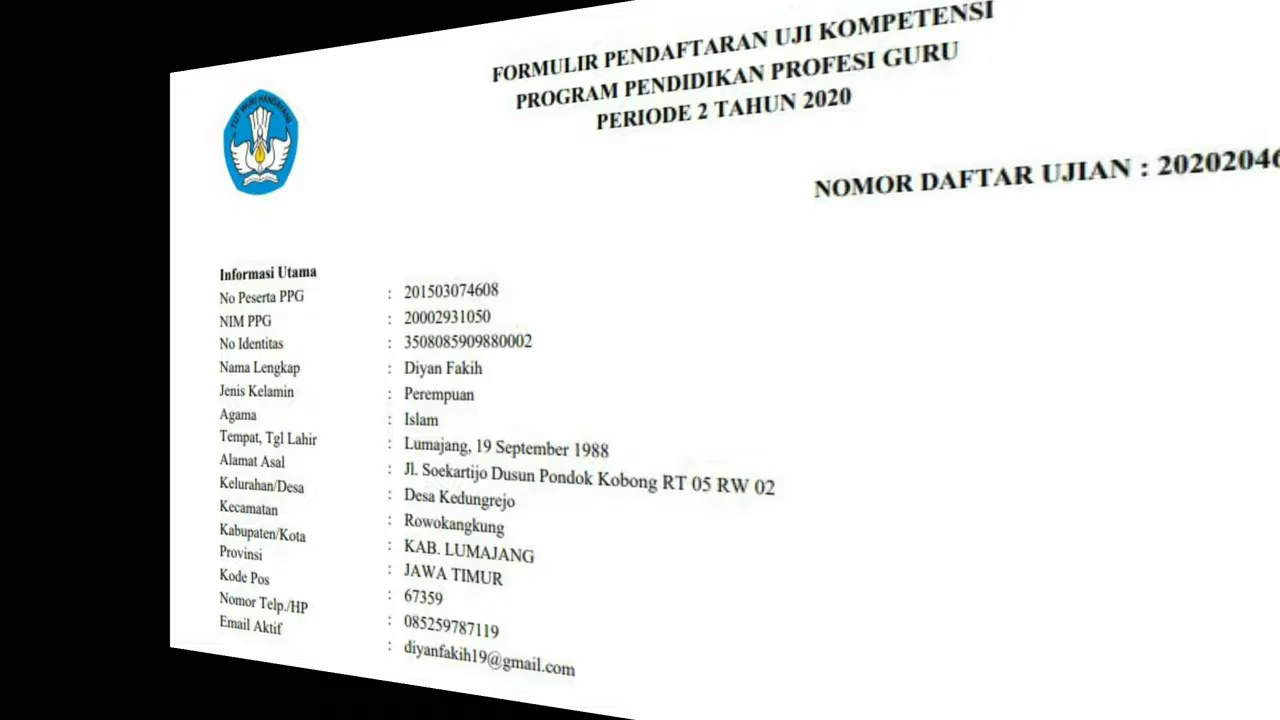 FORMULIR PENDAFTARAN UJI KOMPETENSI
PROGRAM PENDIDIKAN PROFESI GURU
PERIODE 2 TAHUN 2020
TUT WURI HANDAYANI
NOMOR DAFTAR UJIAN : 2020204
Informasi Utama
No Peserta PPG : 201503074608
NIM PPG : 20002931050
No Identitas : 3508085909880002
Nama Lengkap : Diyan Fakih
Jenis Kelamin : Perempuan
Agama : Islam
Tempat, Tgl Lahir : Lumajang, 19 September 1988
Alamat Asal : Jl. Soekartijo Dusun Pondok Kobong RT 05 RW 02
Kelurahan/Desa : Desa Kedungrejo
Kecamatan : Rowokangkung
Kabupaten/Kota : KAB. LUMAJANG
Provinsi : JAWA TIMUR
Kode Pos : 67359
Nomor Telp./HP : 085259787119
Email Aktif : diyanfakih19@gmail.com